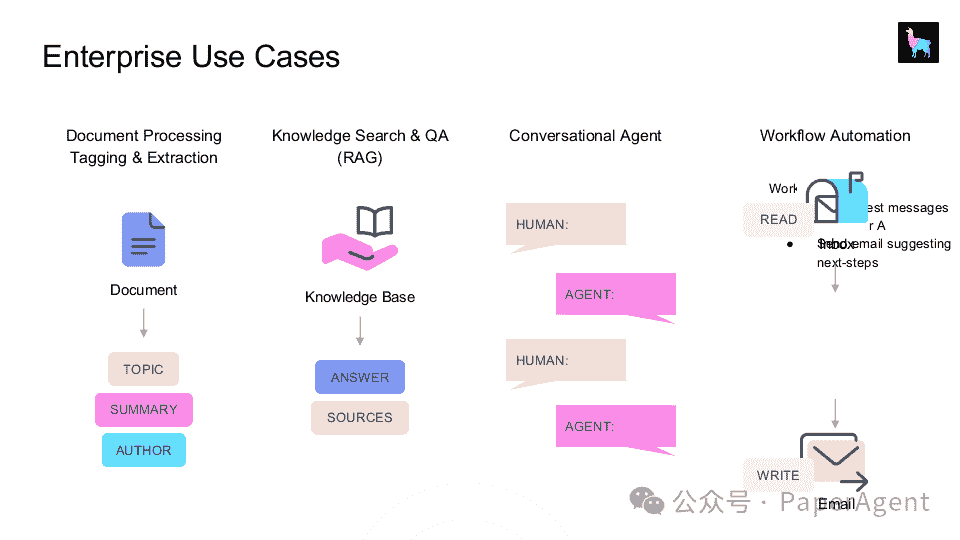 Enterprise Use Cases
Document Processing
Tagging & Extraction
Document
TOPIC
SUMMARY
AUTHOR
Knowledge Search & QA
(RAG)
Knowledge Base
ANSWER
SOURCES
Conversational Agent
HUMAN:
AGENT:
HUMAN:
AGENT:
Workflow Automation
READ
messages
r A
Inbox
email suggesting
next-steps
WRITE
Email
公众号 · PaperAgent